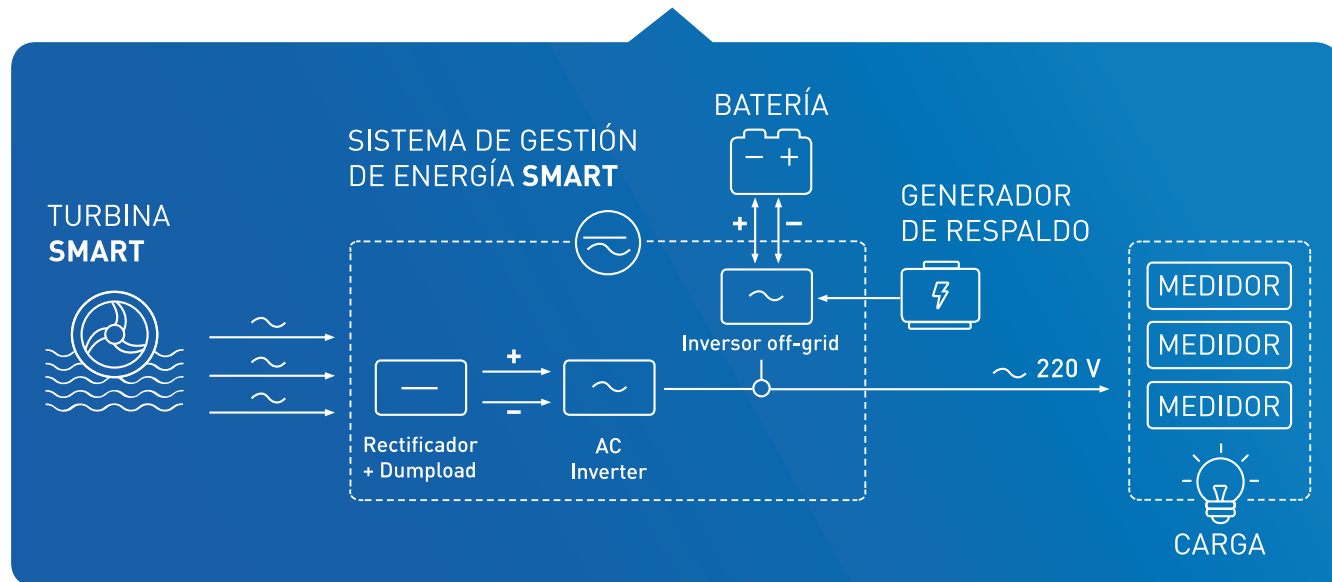 TURBINA
SMART
SISTEMA DE GESTIÓN
DE ENERGÍA SMART
BATERÍA
- +
+ -
GENERADOR
DE RESPALDO
Inversor off-grid
+
-
Rectificador
+ Dumpload
AC
Inverter
~ 220 V
MEDIDOR
MEDIDOR
MEDIDOR
CARGA